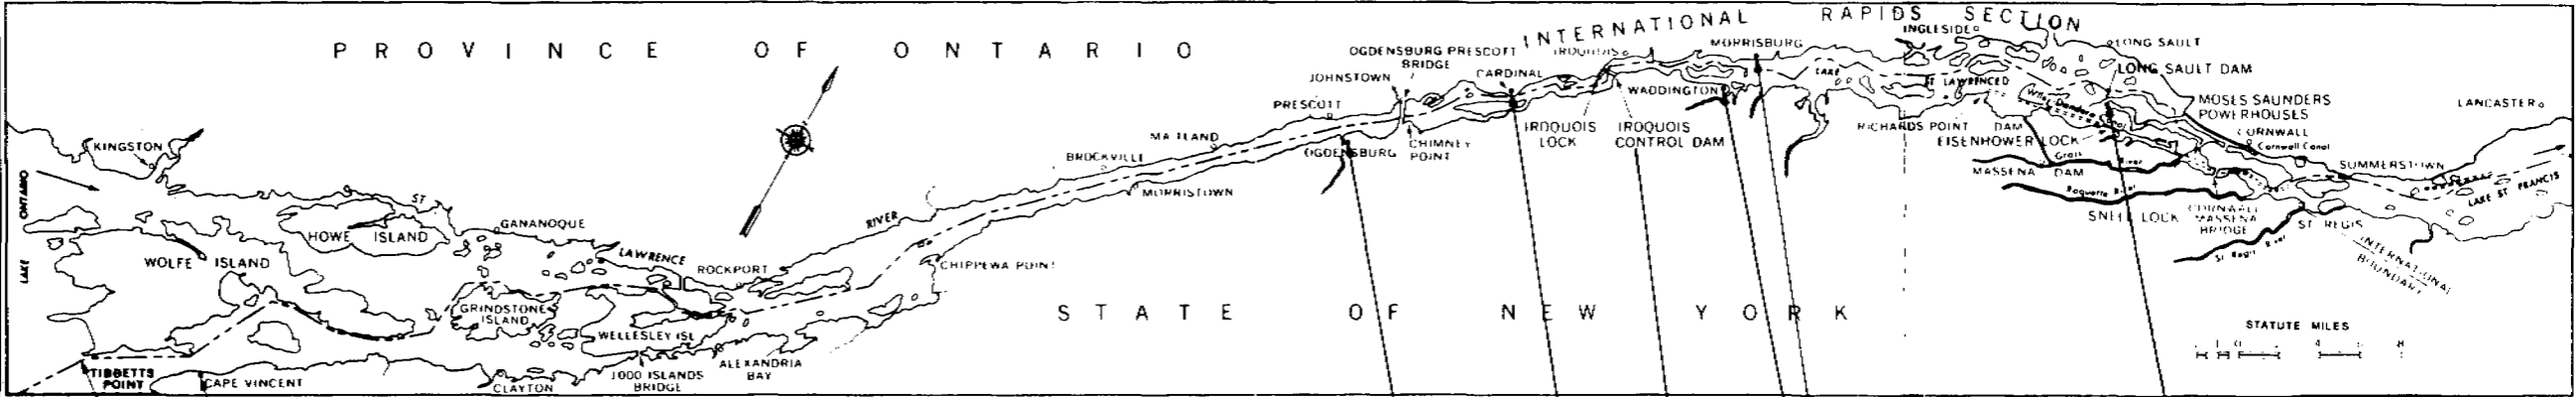 PROVINCE OF ONTARIO
INTERNATIONAL RAPIDS SECTION
KINGSTON
LAKE ONTARIO
HOWE ISLAND
WOLFE ISLAND
TIBBETTS
POINT
CAPE VINCENT
ST
LAWRENCE
RIVER
GANANOQUE
GRINDSTONE
ISLAND
CLAYTON
WELLESLEY ISL
1000 ISLANDS
BRIDGE
ALEXANDRIA
BAY
ROCKPORT
CHIPPEWA POINT
BROCKVILLE
MORRISTOWN
MAITLAND
PRESCOTT
OGDENSBURG
JOHNSTOWN
OGDENSBURG PRESCOTT
BRIDGE
CHIMNEY
POINT
CARDINAL
IROQUOIS
IROQUOIS
LOCK
IROQUOIS
CONTROL DAM
WADDINGTON
MORRISBURG
LAKE
ST LAWRENCE
INGLESIDE
RICHARDS POINT DAM
LONG SAULT
LONG SAULT DAM
EISENHOWER LOCK
MASSENA DAM
Grass River
Raquette River
SNELL LOCK
MOSES SAUNDERS
POWERHOUSES
CORNWALL
Cornwall Canal
CORNWALL
MASSENA
BRIDGE
ST REGIS
St Regis River
SUMMERSTOWN
LANCASTER
LAKE ST FRANCIS
INTERNATIONAL
BOUNDARY
STATE OF NEW YORK
STATUTE MILES